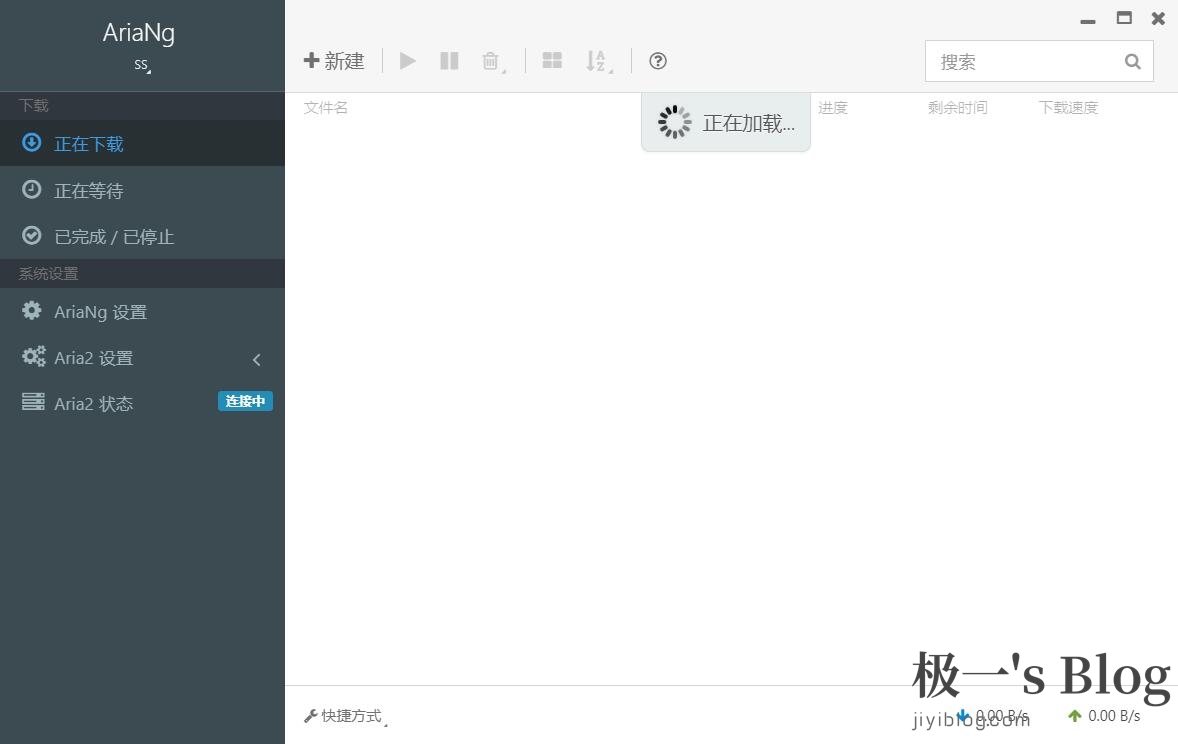 AriaNg
ss
新建
搜索
下载
文件名
进度
剩余时间
下载速度
正在加载...
正在下载
正在等待
已完成 / 已停止
系统设置
AriaNg 设置
Aria2 设置
Aria2 状态
连接中
极一's Blog
快捷方式
jiyiblog.com
0.00 B/s
0.00 B/s